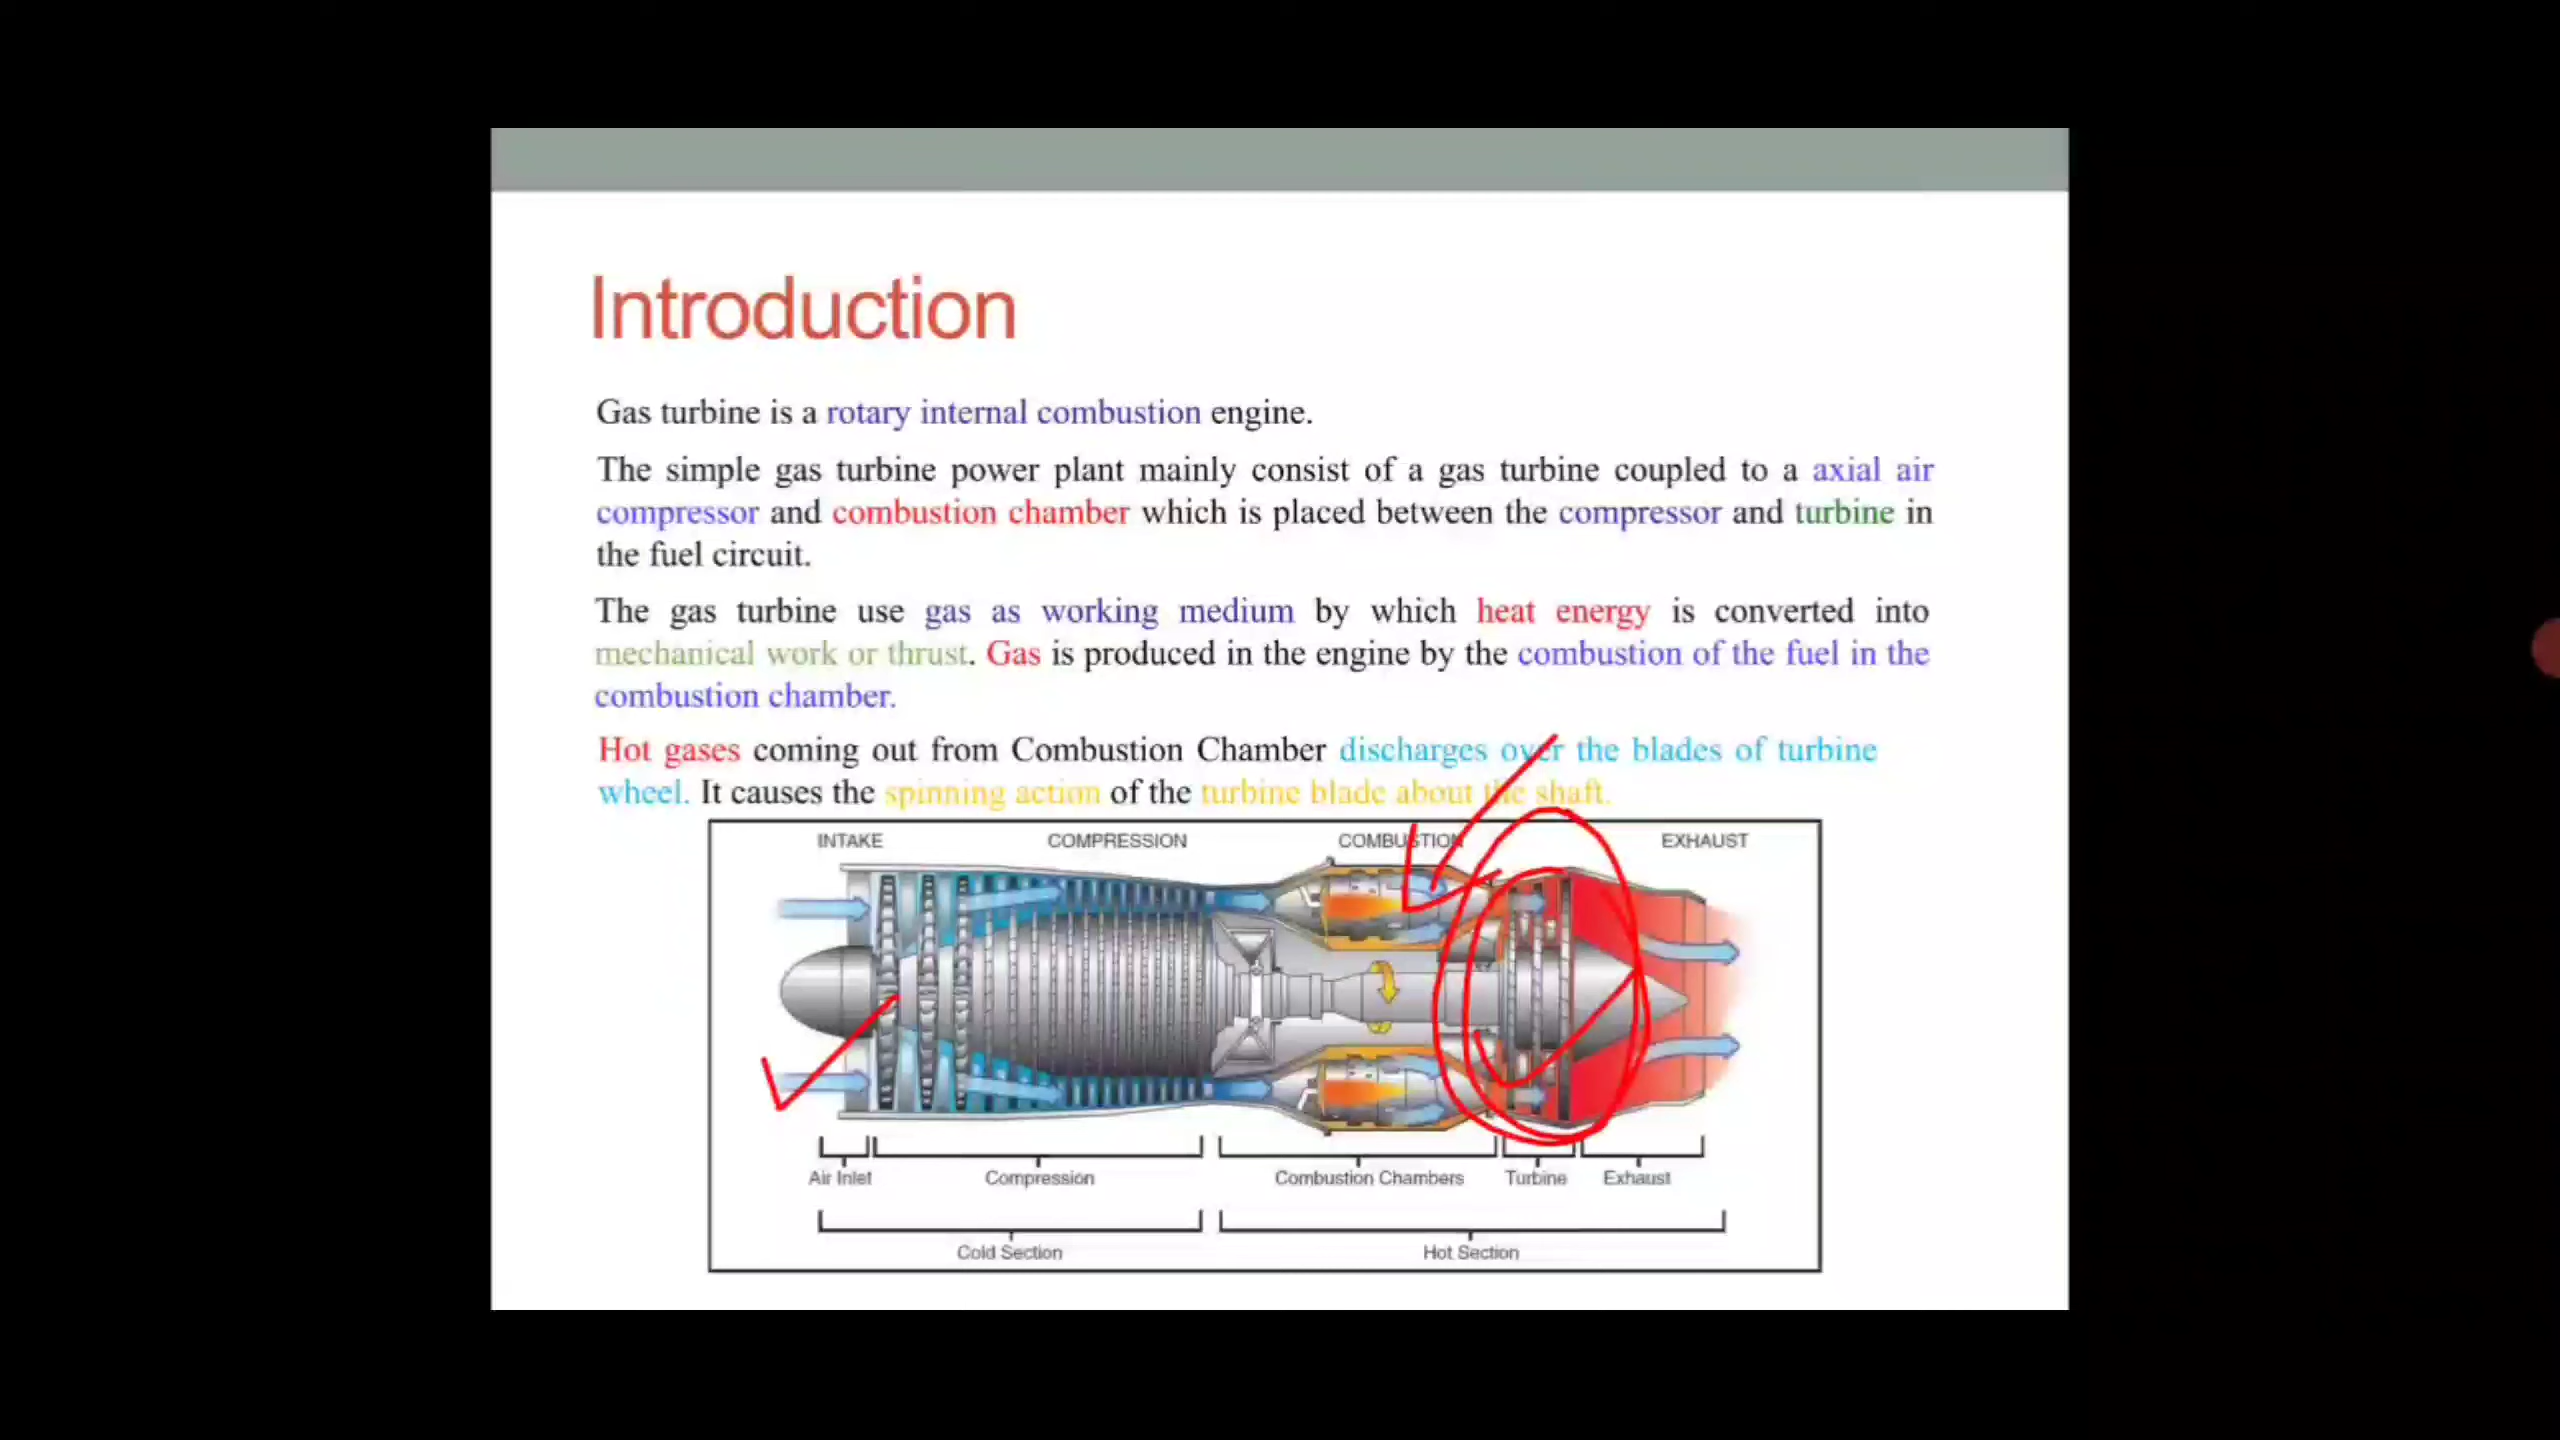 Introduction
Gas turbine is a rotary internal combustion engine.
The simple gas turbine power plant mainly consist of a gas turbine coupled to a axial air
compressor and combustion chamber which is placed between the compressor and turbine in
the fuel circuit.
The gas turbine use gas as working medium by which heat energy is converted into
mechanical work or thrust. Gas is produced in the engine by the combustion of the fuel in the
combustion chamber.
Hot gases coming out from Combustion Chamber discharges over the blades of turbine
wheel. It causes the spinning action of the turbine blade about the shaft.
INTAKE COMPRESSION COMBUSTION EXHAUST
Air Inlet Compression Combustion Chambers Turbine Exhaust
Cold Section Hot Section